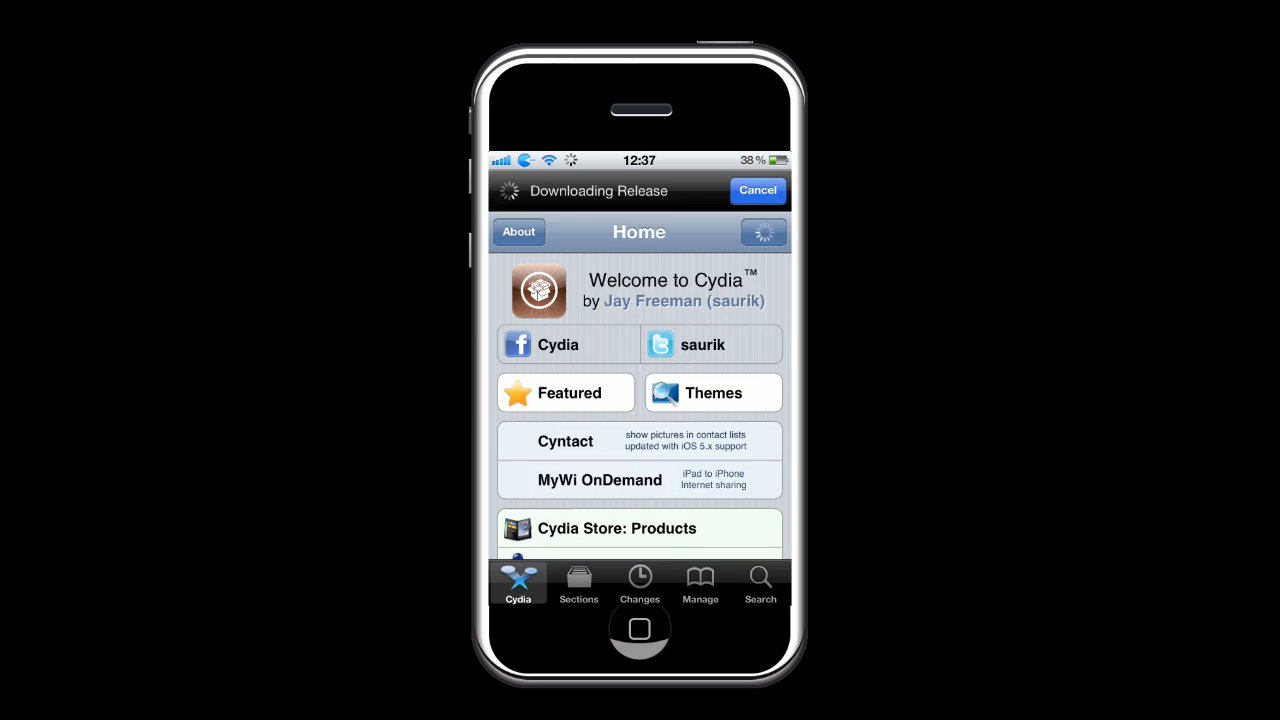 12:37
38 %
Downloading Release
Cancel
About
Home
Welcome to Cydia™
by Jay Freeman (saurik)
Cydia
saurik
Featured
Themes
Cyntact
show pictures in contact lists
updated with iOS 5.x support
MyWi OnDemand
iPad to iPhone
Internet sharing
Cydia Store: Products
Cydia
Sections
Changes
Manage
Search